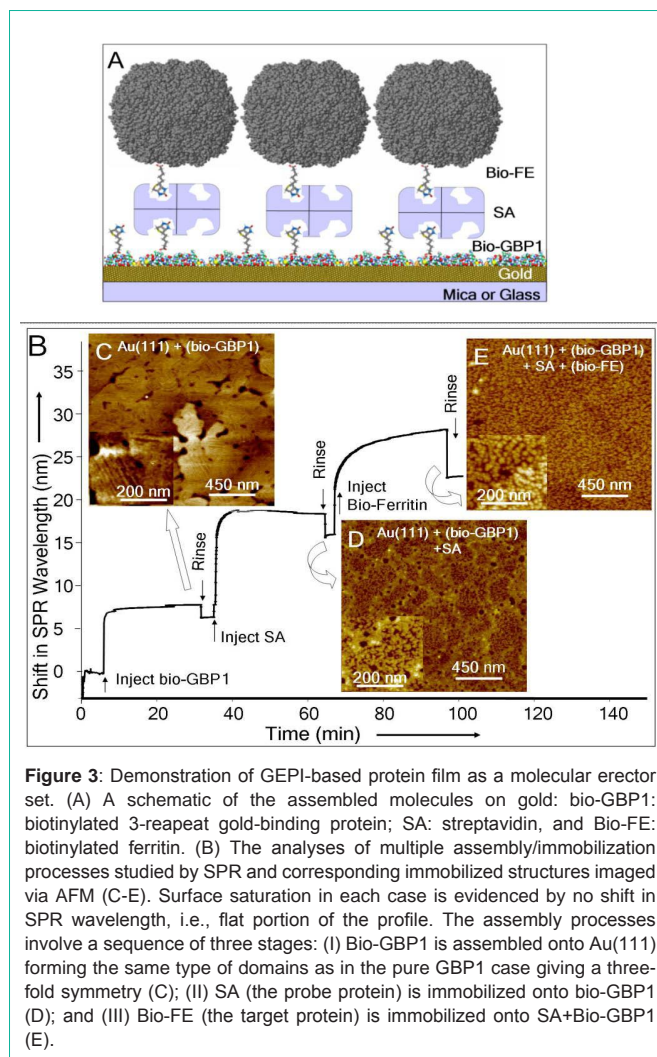 A
Bio-FE
SA
Bio-GBP1
Gold
Mica or Glass
B
Shift in SPR Wavelength (nm)
35
30
25
20
15
10
5
0
C
Au(111) + (bio-GBP1)
200 nm
450 nm
Rinse
Inject bio-GBP1
Inject SA
Rinse
Inject
Bio-Ferritin
Rinse
E
Au(111) + (bio-GBP1)
+ SA + (bio-FE)
200 nm
450 nm
D
Au(111) + (bio-GBP1)
+SA
200 nm
450 nm
0
20
40
60
80
100
120
140
Time (min)
Figure 3: Demonstration of GEPI-based protein film as a molecular erector
set. (A) A schematic of the assembled molecules on gold: bio-GBP1:
biotinylated 3-reapeat gold-binding protein; SA: streptavidin, and Bio-FE:
biotinylated ferritin. (B) The analyses of multiple assembly/immobilization
processes studied by SPR and corresponding immobilized structures imaged
via AFM (C-E). Surface saturation in each case is evidenced by no shift in
SPR wavelength, i.e., flat portion of the profile. The assembly processes
involve a sequence of three stages: (I) Bio-GBP1 is assembled onto Au(111)
forming the same type of domains as in the pure GBP1 case giving a three-
fold symmetry (C); (II) SA (the probe protein) is immobilized onto bio-GBP1
(D); and (III) Bio-FE (the target protein) is immobilized onto SA+Bio-GBP1
(E).